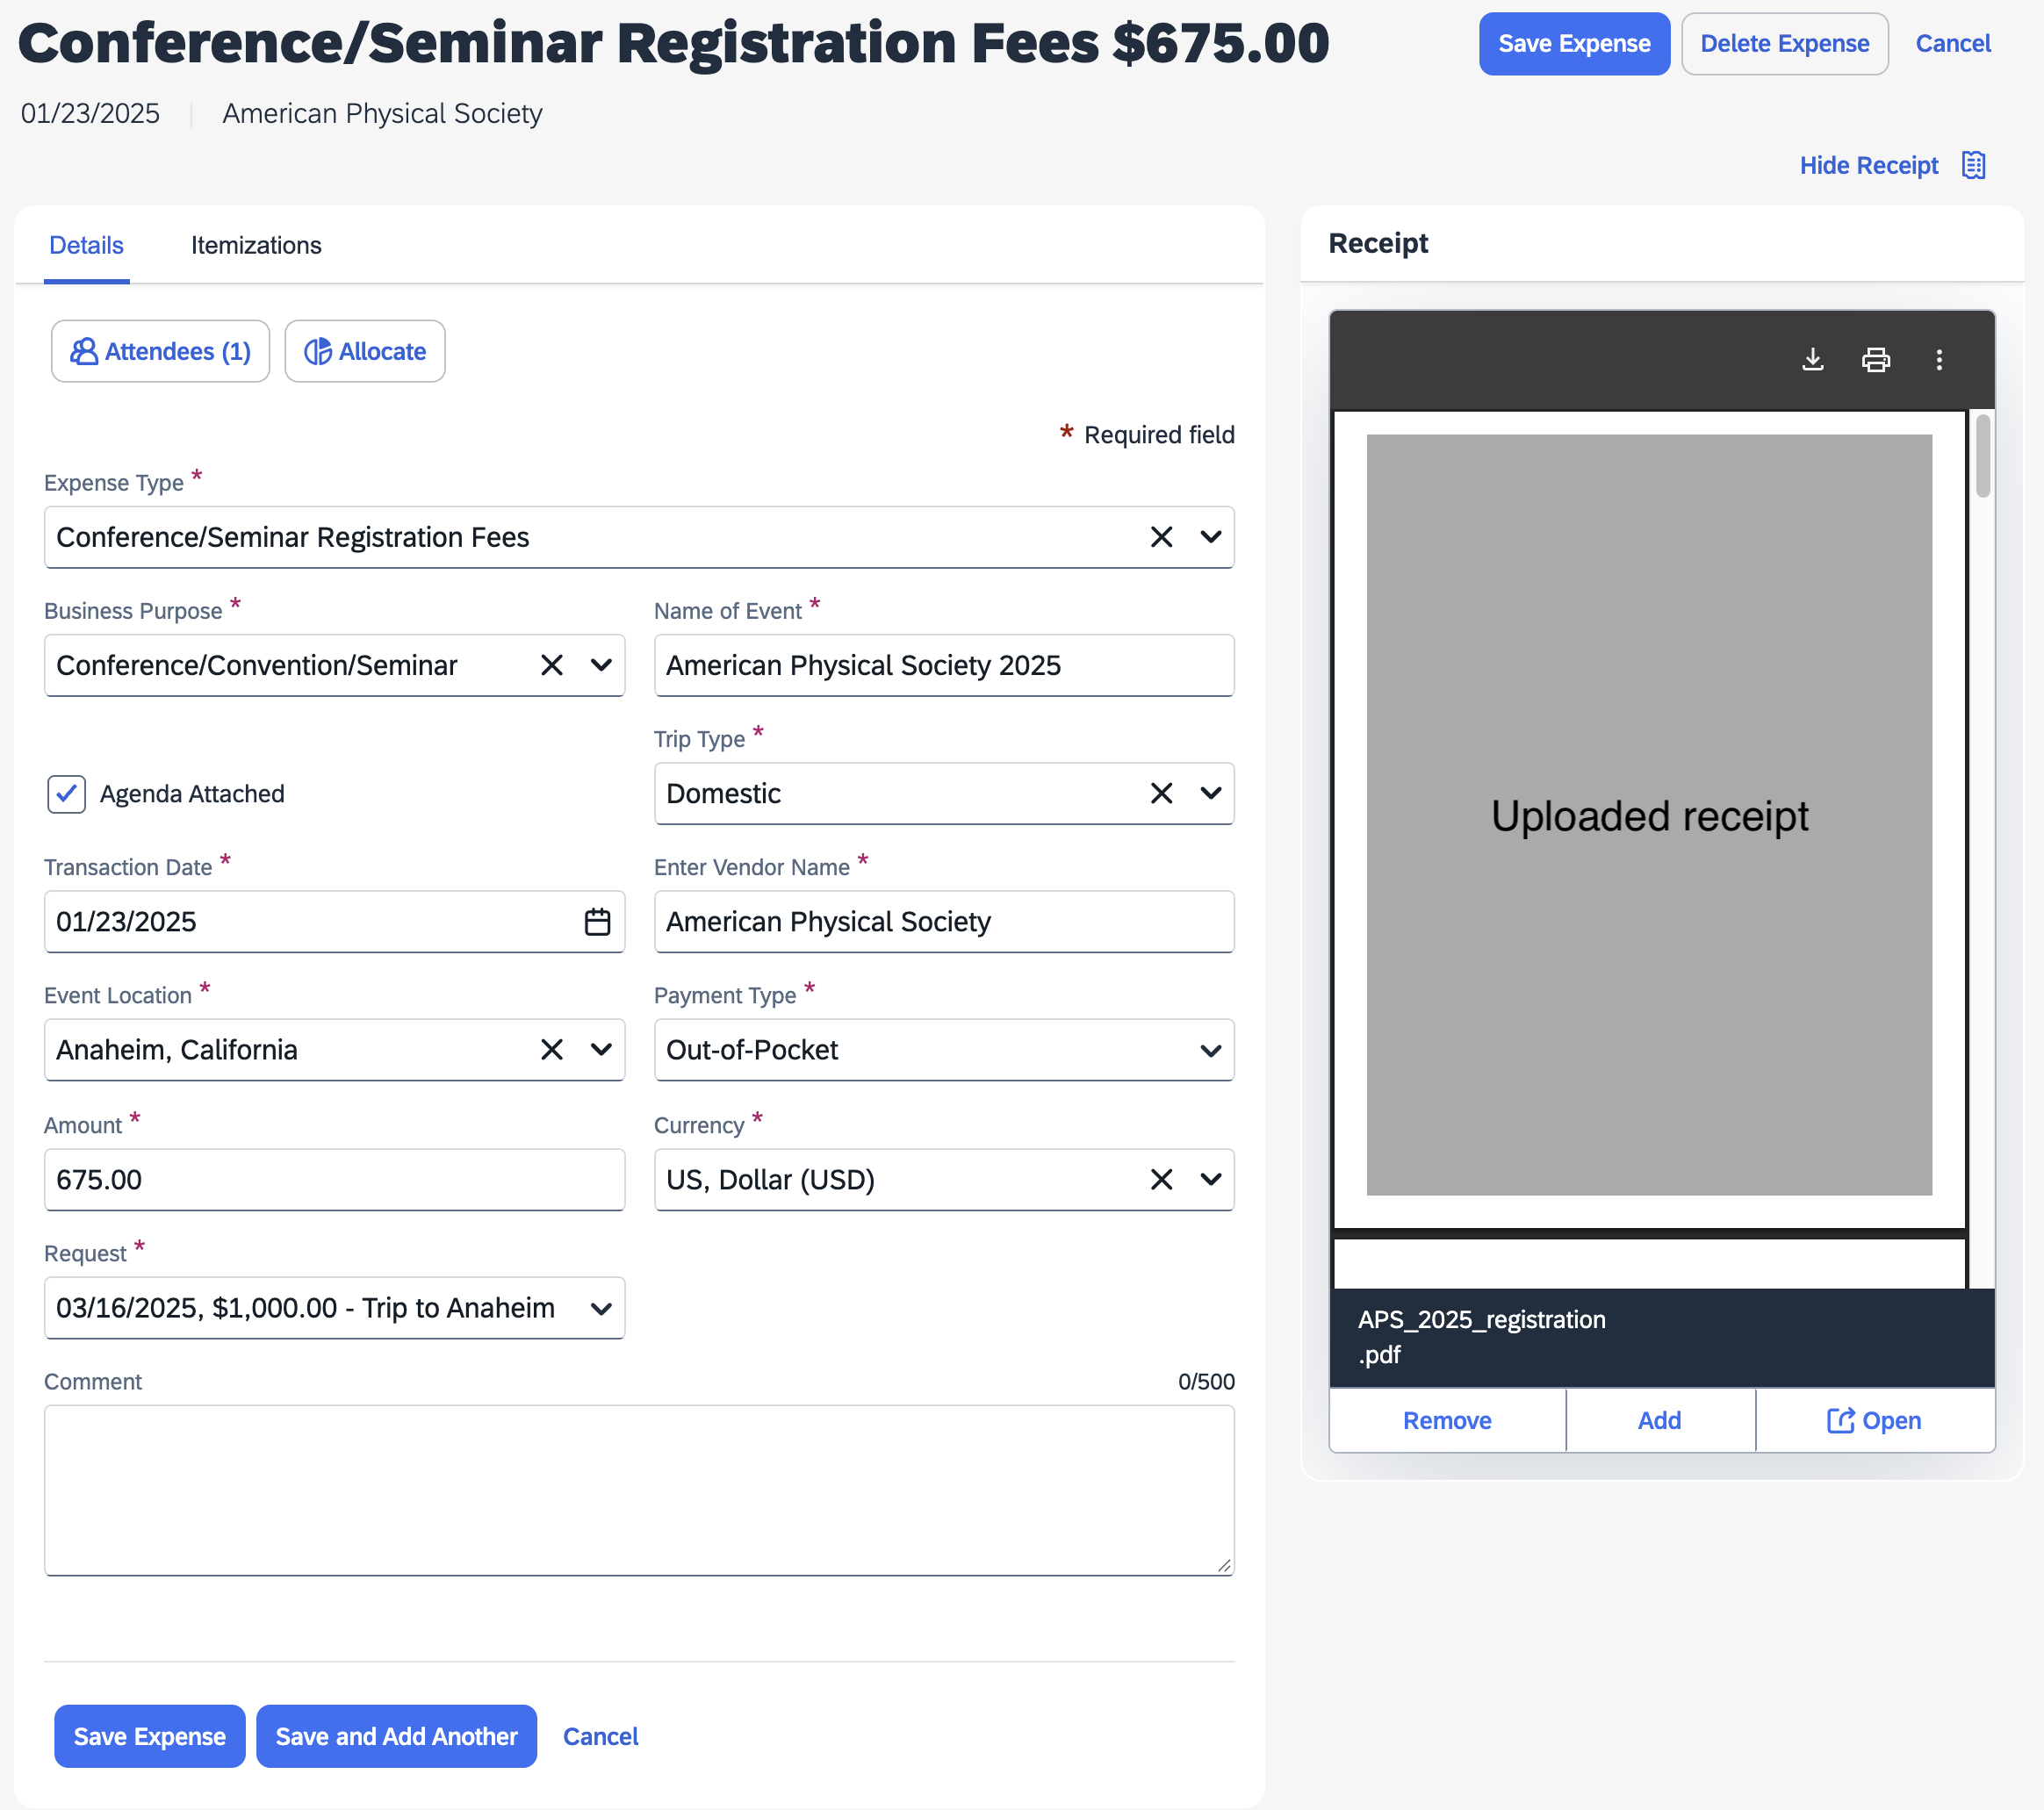 Conference/Seminar Registration Fees $675.00
Save Expense
Delete Expense
Cancel
01/23/2025
American Physical Society
Hide Receipt
Details
Itemizations
Attendees (1)
Allocate
* Required field
Expense Type *
Conference/Seminar Registration Fees
Business Purpose *
Conference/Convention/Seminar
Name of Event *
American Physical Society 2025
Agenda Attached
Trip Type *
Domestic
Transaction Date *
01/23/2025
Enter Vendor Name *
American Physical Society
Event Location *
Anaheim, California
Payment Type *
Out-of-Pocket
Amount *
675.00
Currency *
US, Dollar (USD)
Request *
03/16/2025, $1,000.00 - Trip to Anaheim
Comment
0/500
Save Expense
Save and Add Another
Cancel
Receipt
Uploaded receipt
APS_2025_registration
.pdf
Remove
Add
Open